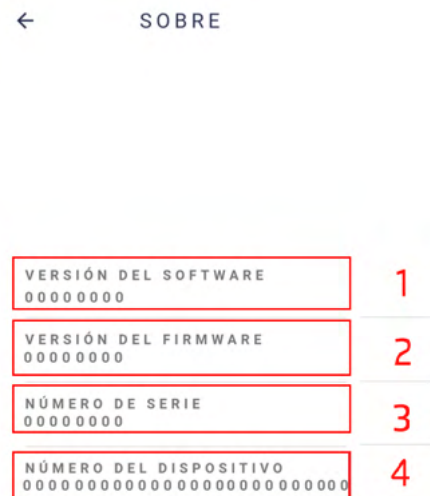 SOBRE
VERSIÓN DEL SOFTWARE
00000000
1
VERSIÓN DEL FIRMWARE
00000000
2
NÚMERO DE SERIE
00000000
3
NÚMERO DEL DISPOSITIVO
00000000000000000000000000
4